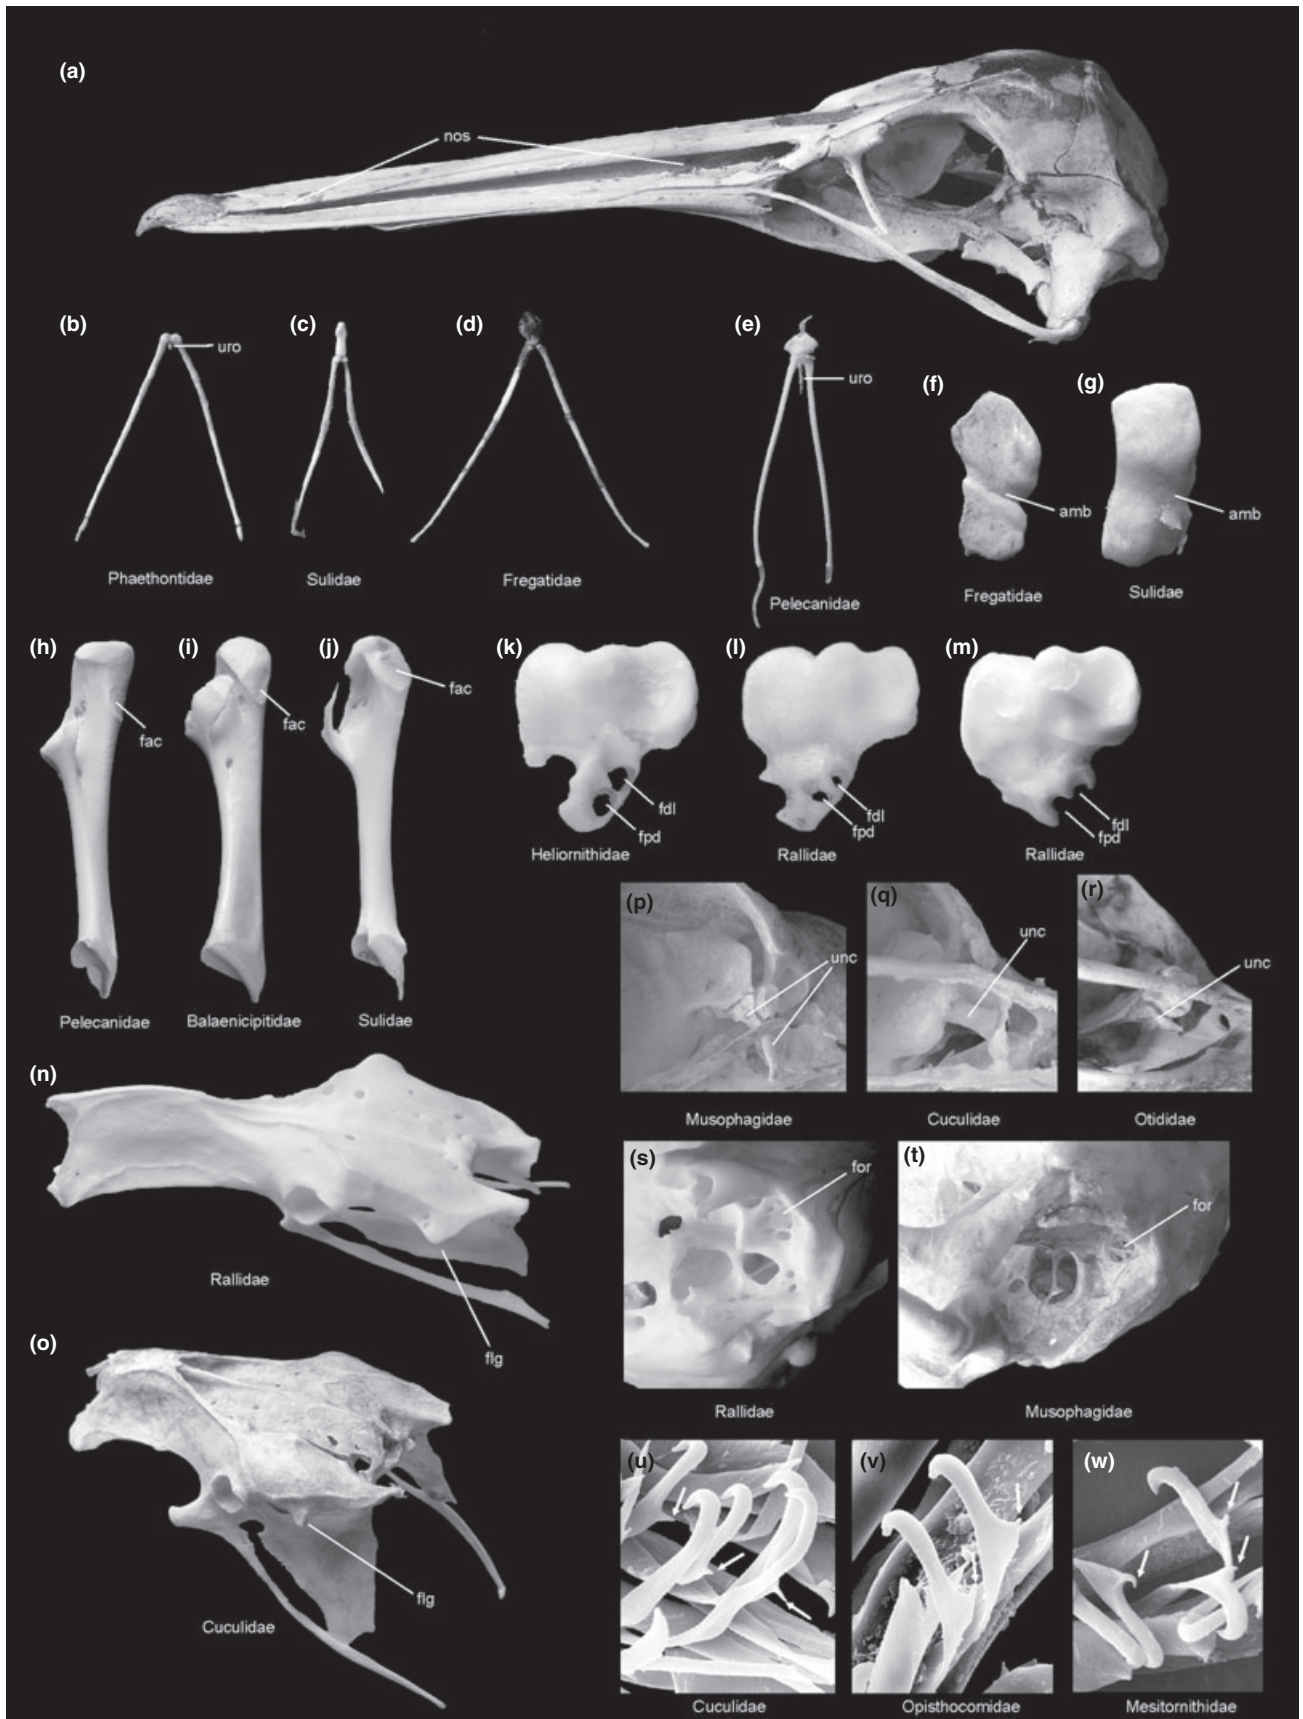 (a)
nos
(b)
(c)
(d)
(e)
uro
uro
(f)
(g)
amb
amb
Phaethontidae
Sulidae
Fregatidae
Pelecanidae
Fregatidae
Sulidae
(h)
(i)
(j)
(k)
(l)
(m)
fac
fac
fac
fdl
fpd
fdl
fpd
fdl
fpd
Heliornithidae
Rallidae
Rallidae
Pelecanidae
Balaenicipitidae
Sulidae
(p)
(q)
(r)
unc
unc
unc
Musophagidae
Cuculidae
Otididae
(n)
Rallidae
flg
(s)
(t)
for
for
Rallidae
Musophagidae
(o)
flg
Cuculidae
(u)
(v)
(w)
Cuculidae
Opisthocomidae
Mesitornithidae